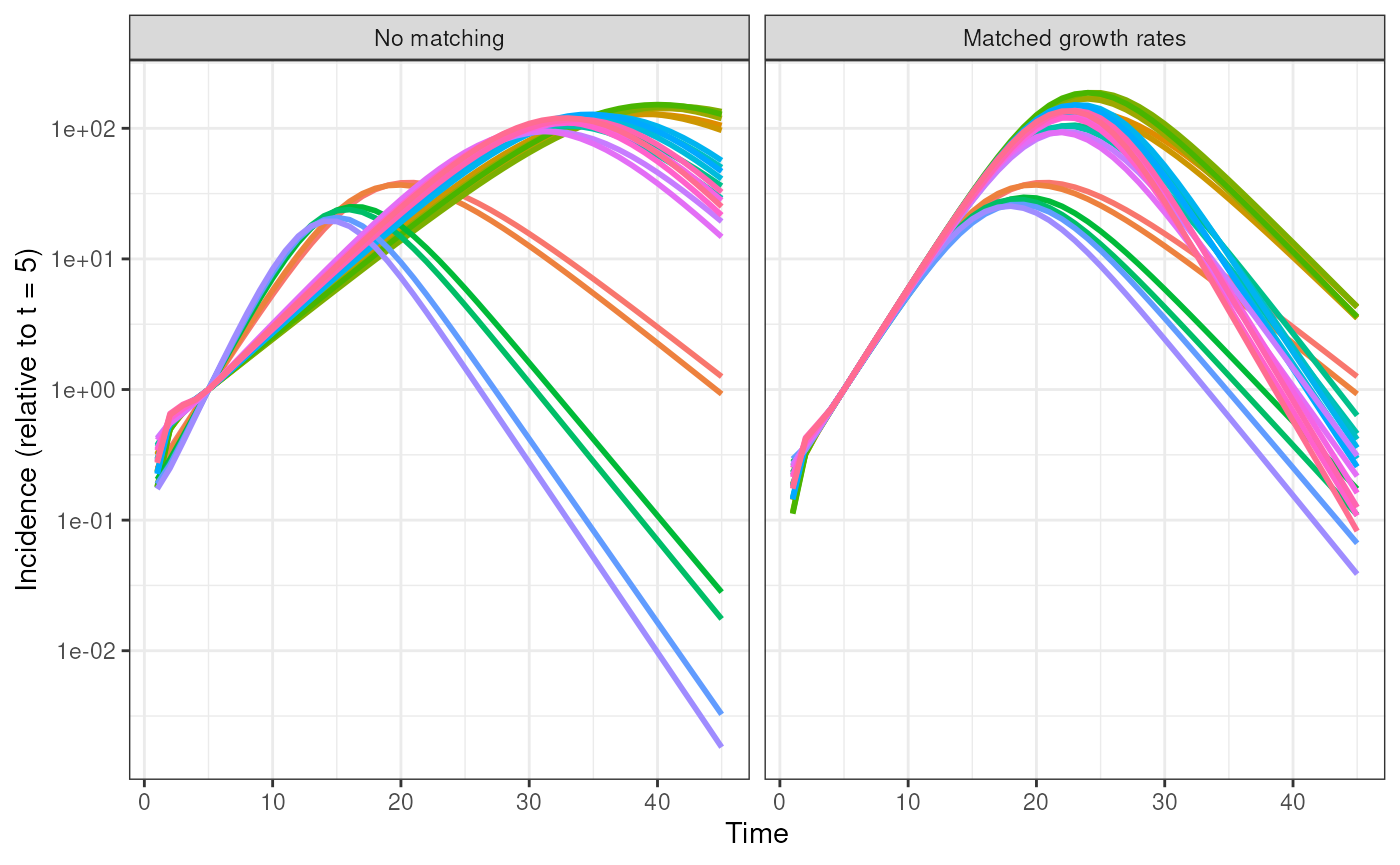 No matching
Matched growth rates
Incidence (relative to t = 5)
1e+02
1e+01
1e+00
1e-01
1e-02
0 10 20 30 40
0 10 20 30 40
Time